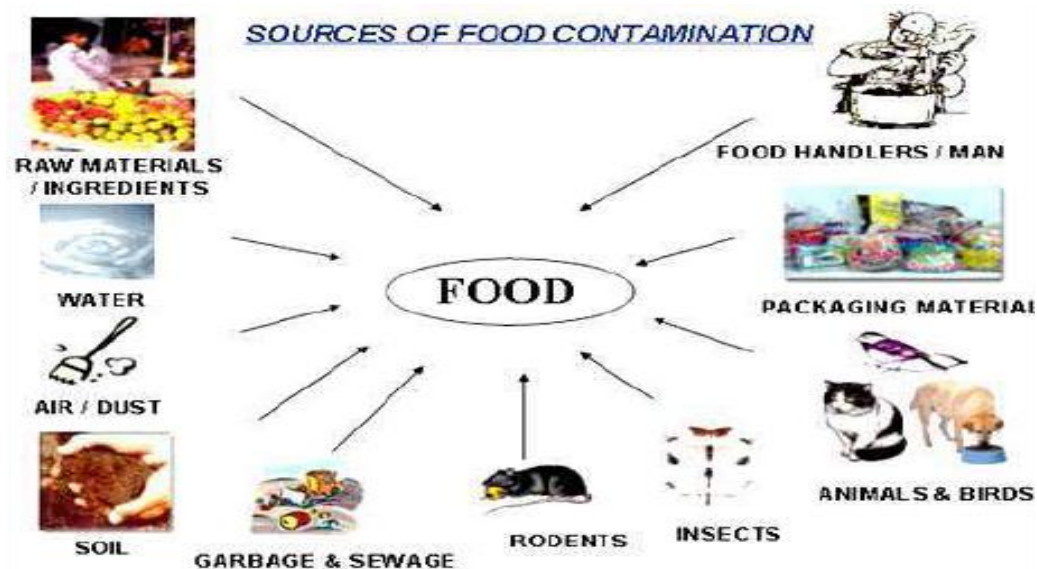 SOURCES OF FOOD CONTAMINATION
RAW MATERIALS
/ INGREDIENTS
FOOD HANDLERS / MAN
WATER
FOOD
PACKAGING MATERIAL
AIR / DUST
ANIMALS & BIRDS
SOIL
GARBAGE & SEWAGE
RODENTS
INSECTS